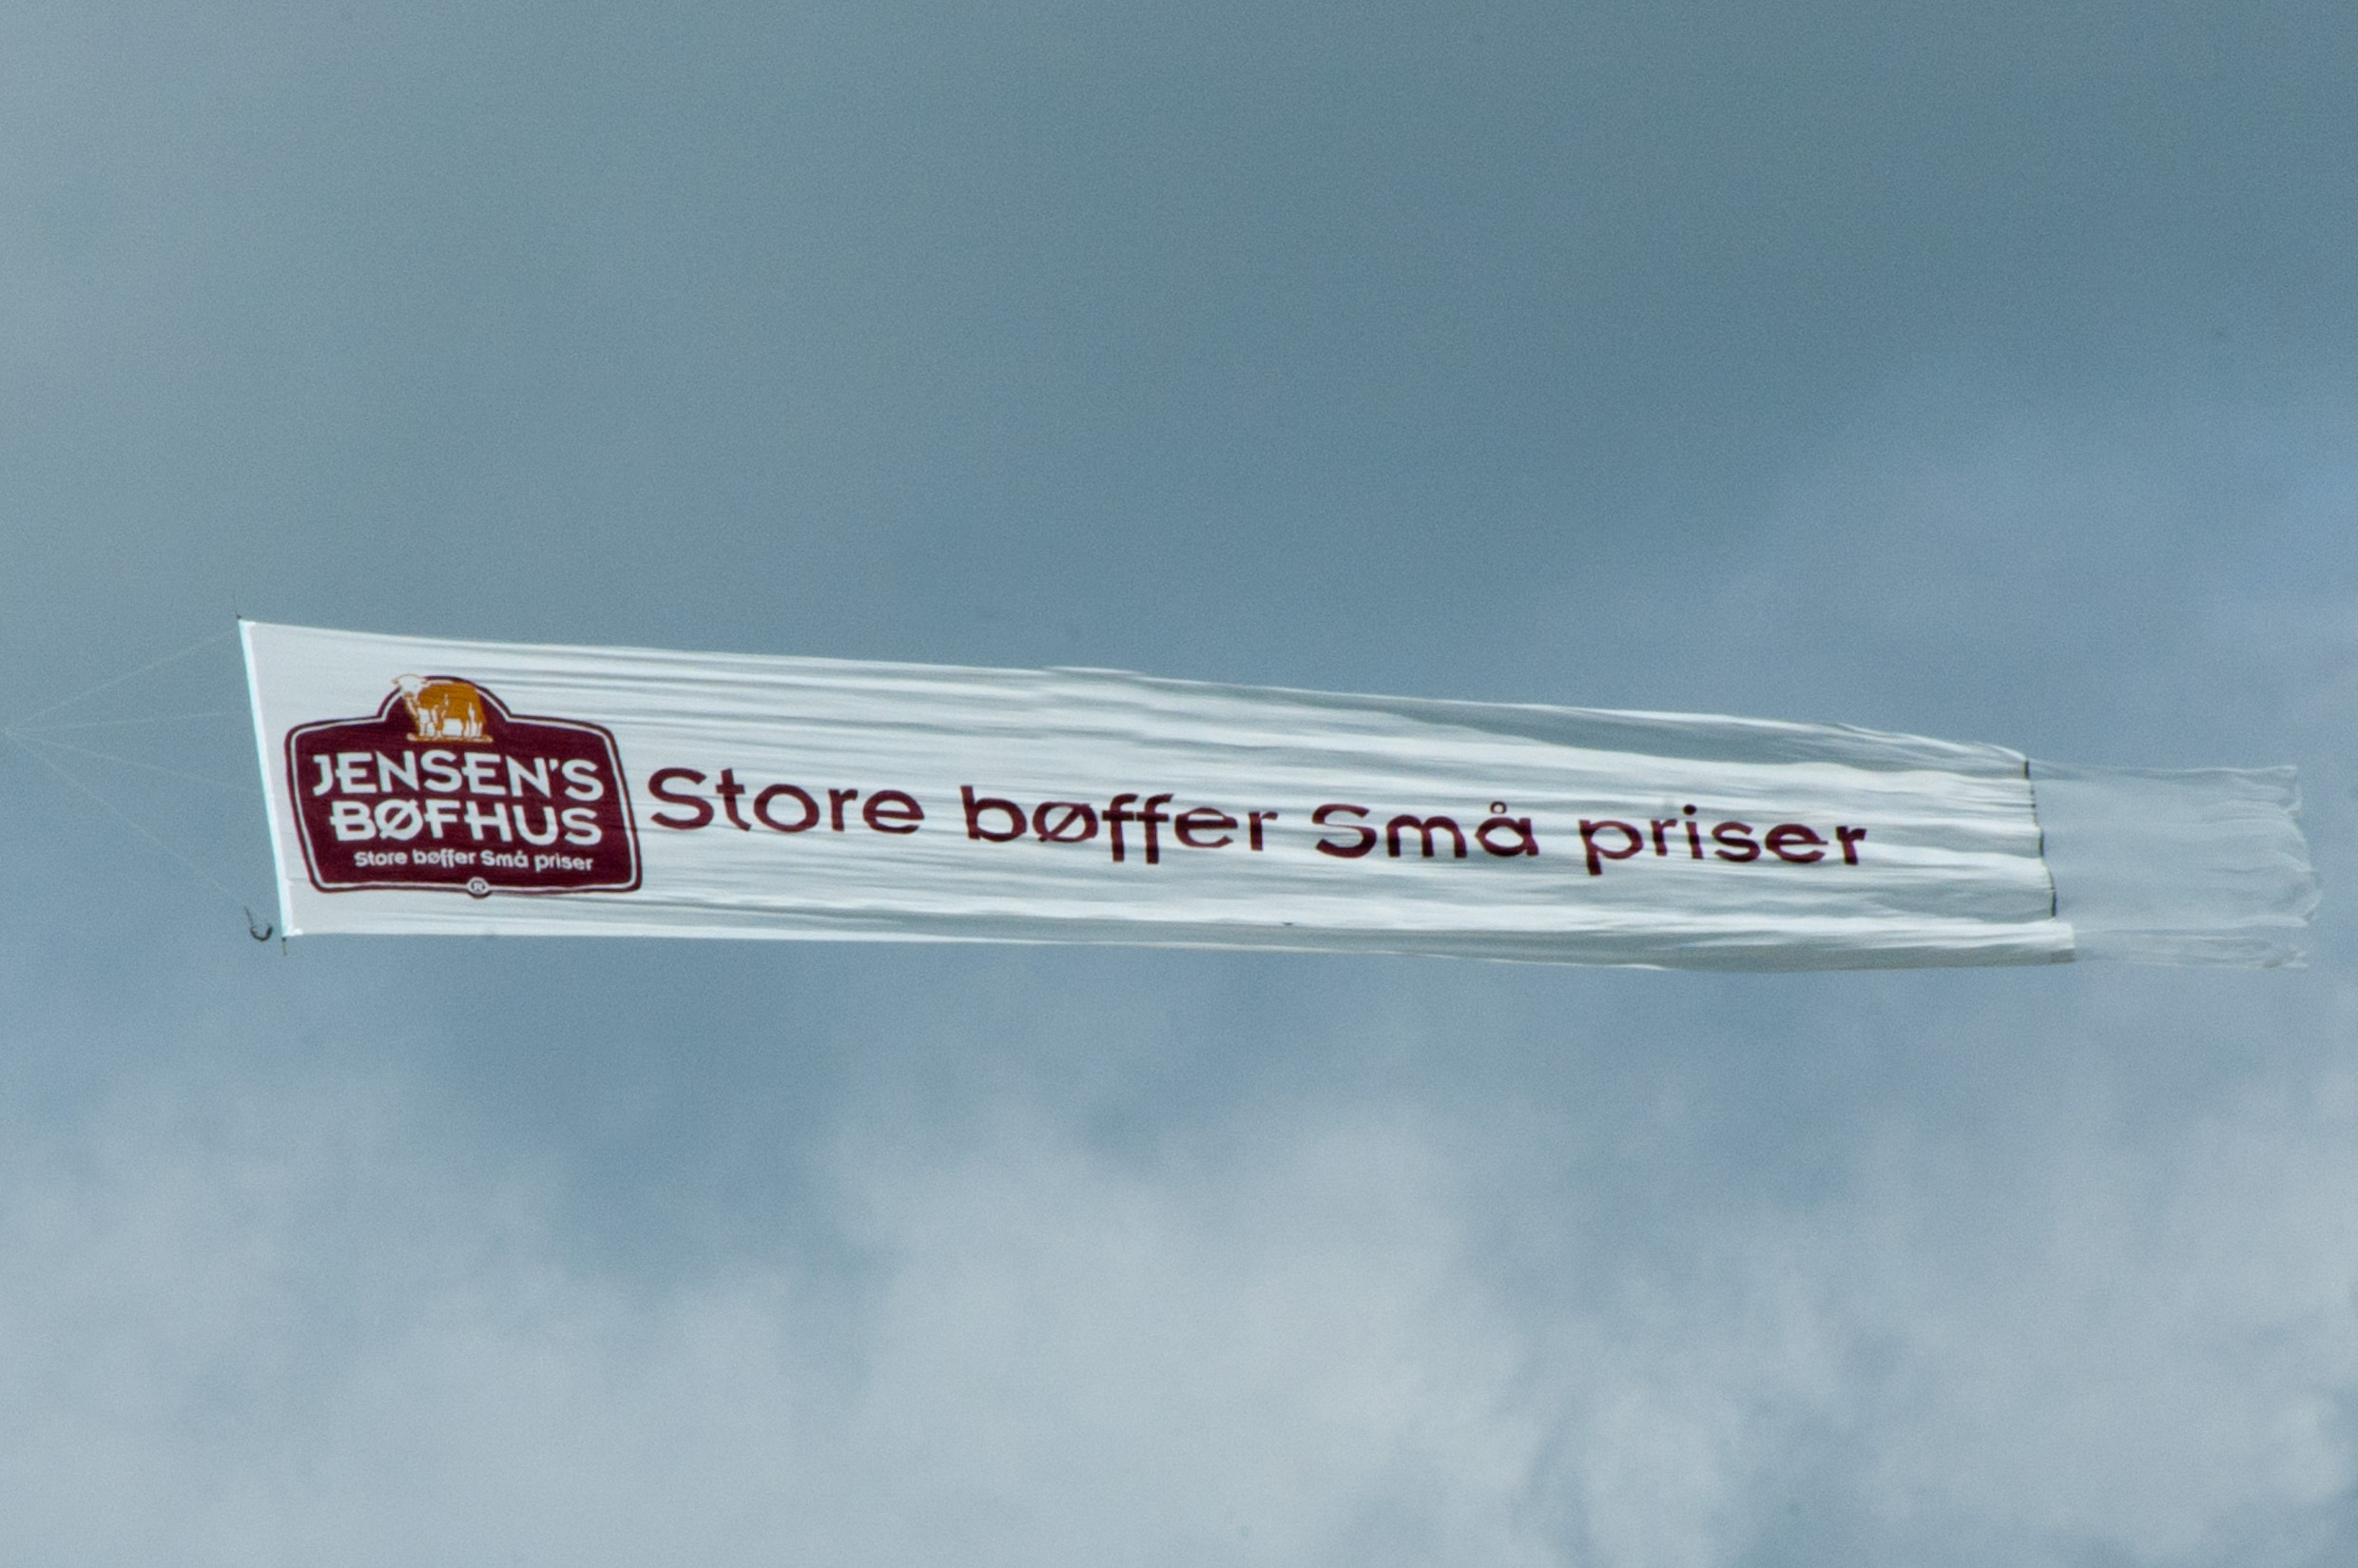 JENSEN'S
BØFHUS
Store bøffer Små priser
®
Store bøffer Små priser